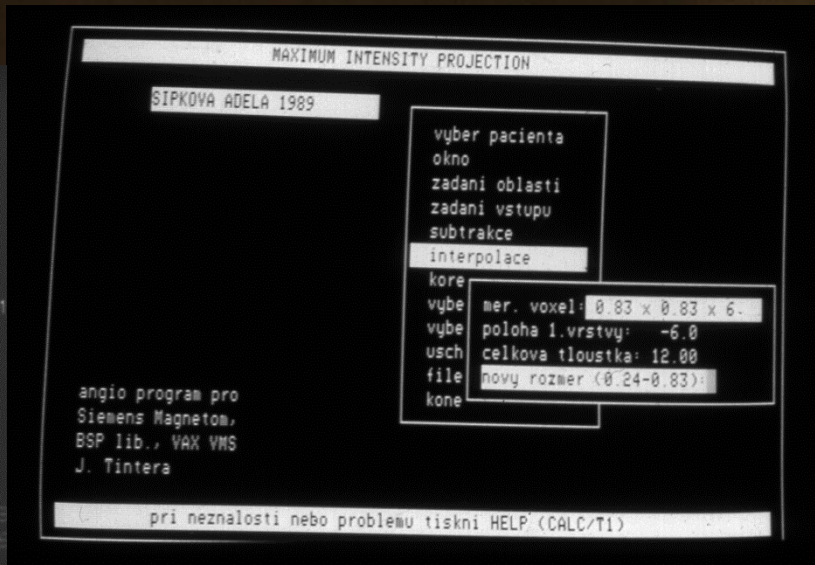 MAXIMUM INTENSITY PROJECTION
SIPKOVA ADELA 1989
vyber pacienta
okno
zadani oblasti
zadani vstupu
subtrakce
interpolace
kore
vybe
vybe
usch
file
kone
mer. voxel: 0.83 x 0.83 x 6.
poloha 1.vrstvy: -6.0
celkova tloustka: 12.00
novy rozmer (0.24-0.83):
angio program pro
Siemens Magnetom,
BSP lib., VAX VMS
J. Tintera
pri neznalosti nebo problemu tiskni HELP (CALC/T1)